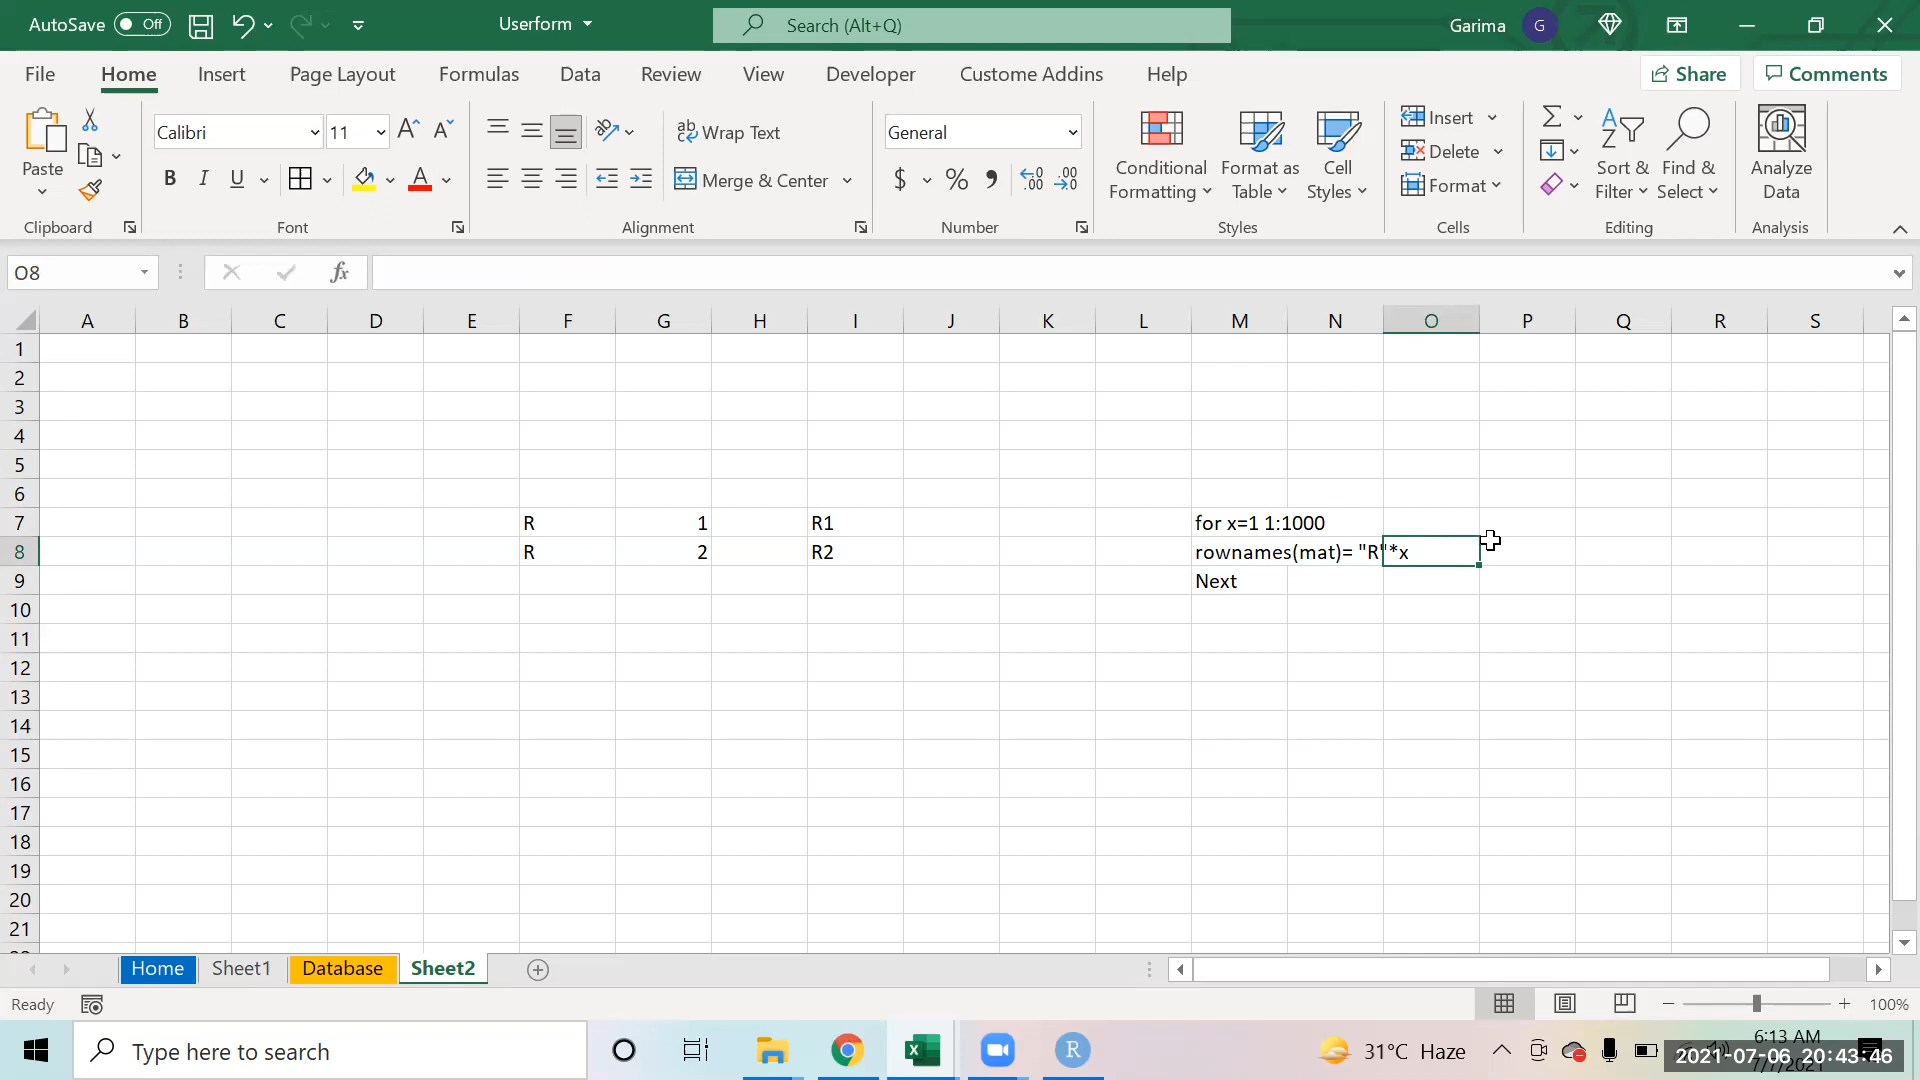 AutoSave Off Userform Search (Alt+Q) Garima G
File Home Insert Page Layout Formulas Data Review View Developer Custome Addins Help Share Comments
Paste Calibri 11 ab Wrap Text General Conditional Formatting Format as Table Cell Styles Insert Sort & Filter Find & Select Analyze Data
B I U A Merge & Center $ % Delete
Format
Clipboard Font Alignment Number Styles Cells Editing Analysis
O8 fx
A B C D E F G H I J K L M N O P Q R S
1
2
3
4
5
6
7 R 1 R1 for x=1 1:1000
8 R 2 R2 rownames(mat)= "R"*x
9 Next
10
11
12
13
14
15
16
17
18
19
20
21
Home Sheet1 Database Sheet2
Ready 100%
Type here to search R 31°C Haze 6:13 AM
2021-07-06 20:43:46